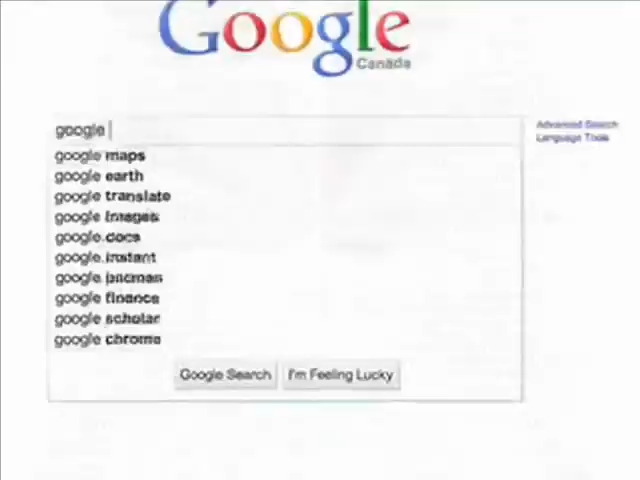 Google
Canada
google
Advanced Search
Language Tools
google maps
google earth
google translate
google images
google docs
google instant
google pacman
google finance
google scholar
google chrome
Google Search
I'm Feeling Lucky